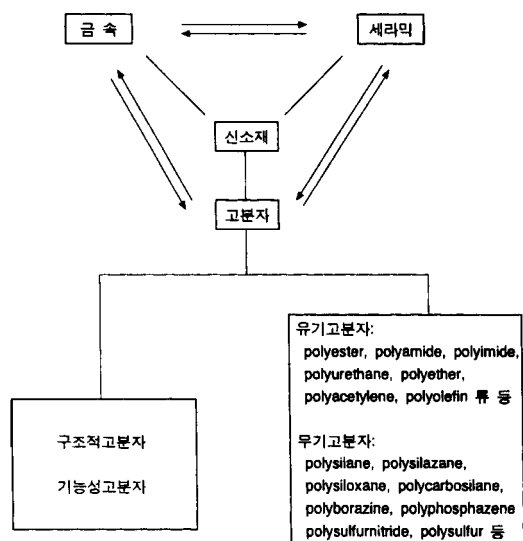 금 속
세라믹
신소재
고분자
구조적고분자
기능성고분자
유기고분자:
polyester, polyamide, polyimide,
polyurethane, polyether,
polyacetylene, polyolefin 류 등
무기고분자:
polysilane, polysilazane,
polysiloxane, polycarbosilane,
polyborazine, polyphosphazene
polysulfurnitride, polysulfur 등